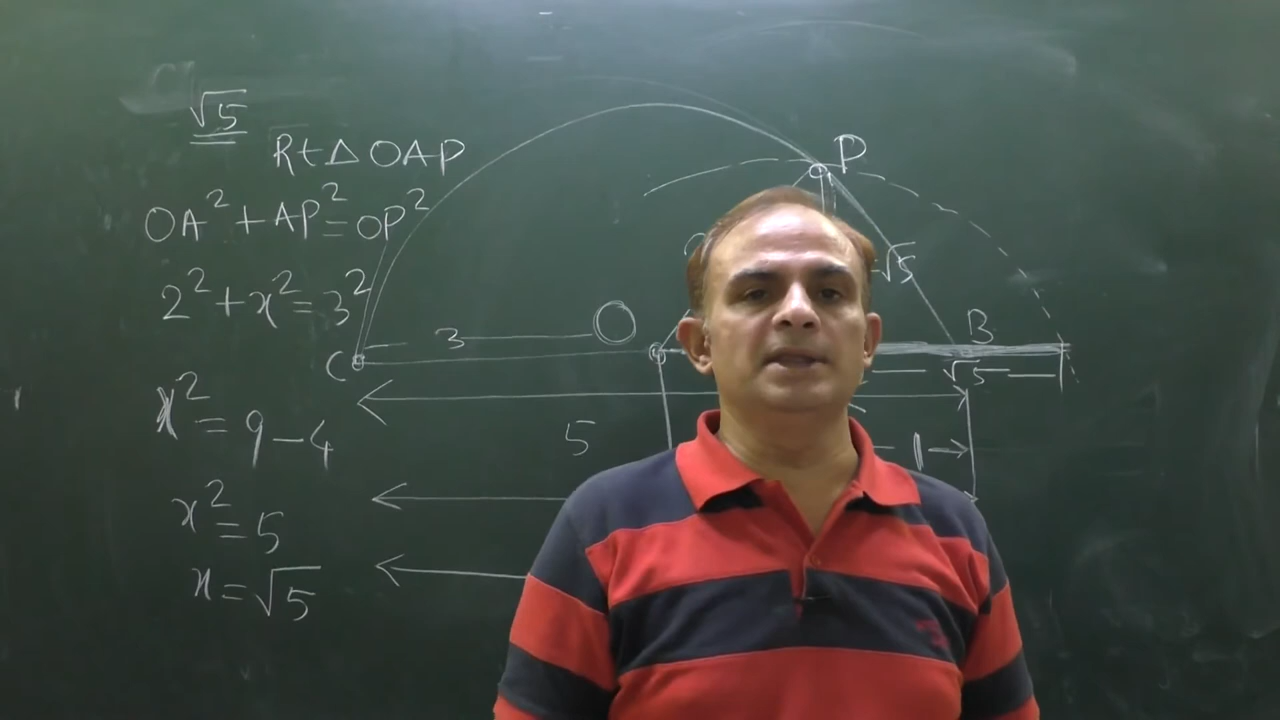 √5
Rt △ OAP
OA² + AP² = OP²
2² + x² = 3²
x² = 9 - 4
x² = 5
x = √5
P
√5
B
O
3
C
√5
5
1